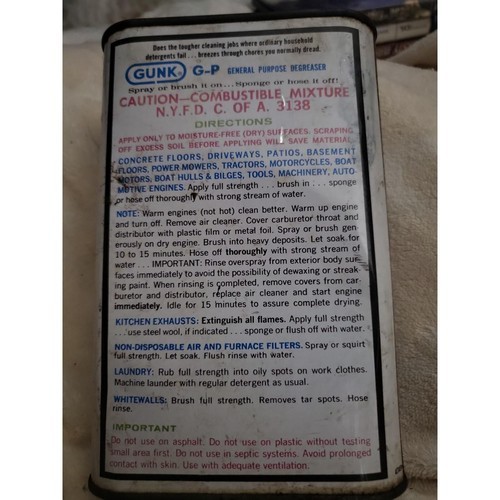 Does the tougher cleaning jobs where ordinary household
detergents fail . . . breezes through chores you normally dread.
GUNK® G-P GENERAL PURPOSE DEGREASER
Spray or brush it on...Sponge or hose it off!
CAUTION—COMBUSTIBLE MIXTURE
N.Y.F.D. C. OF A. 3138
DIRECTIONS
APPLY ONLY TO MOISTURE-FREE (DRY) SURFACES. SCRAPING
OFF EXCESS SOIL BEFORE APPLYING WILL SAVE MATERIAL.
CONCRETE FLOORS, DRIVEWAYS, PATIOS, BASEMENT
FLOORS, POWER MOWERS, TRACTORS, MOTORCYCLES, BOAT
MOTORS, BOAT HULLS & BILGES, TOOLS, MACHINERY, AUTO-
MOTIVE ENGINES. Apply full strength . . . brush in . . . sponge
or hose off thoroughly with strong stream of water.
NOTE: Warm engines (not hot) clean better. Warm up engine
and turn off. Remove air cleaner. Cover carburetor throat and
distributor with plastic film or metal foil. Spray or brush gen-
erously on dry engine. Brush into heavy deposits. Let soak for
10 to 15 minutes. Hose off thoroughly with strong stream of
water . . . IMPORTANT: Rinse overspray from exterior body sur-
faces immediately to avoid the possibility of dewaxing or streak-
ing paint. When rinsing is completed, remove covers from car-
buretor and distributor, replace air cleaner and start engine
immediately. Idle for 15 minutes to assure complete drying.
KITCHEN EXHAUSTS: Extinguish all flames. Apply full strength
. . . use steel wool, if indicated . . . sponge or flush off with water.
NON-DISPOSABLE AIR AND FURNACE FILTERS. Spray or squirt
full strength. Let soak. Flush rinse with water.
LAUNDRY: Rub full strength into oily spots on work clothes.
Machine launder with regular detergent as usual.
WHITEWALLS: Brush full strength. Removes tar spots. Hose
rinse.
IMPORTANT
Do not use on asphalt. Do not use on plastic without testing
small area first. Do not use in septic systems. Avoid prolonged
contact with skin. Use with adequate ventilation.